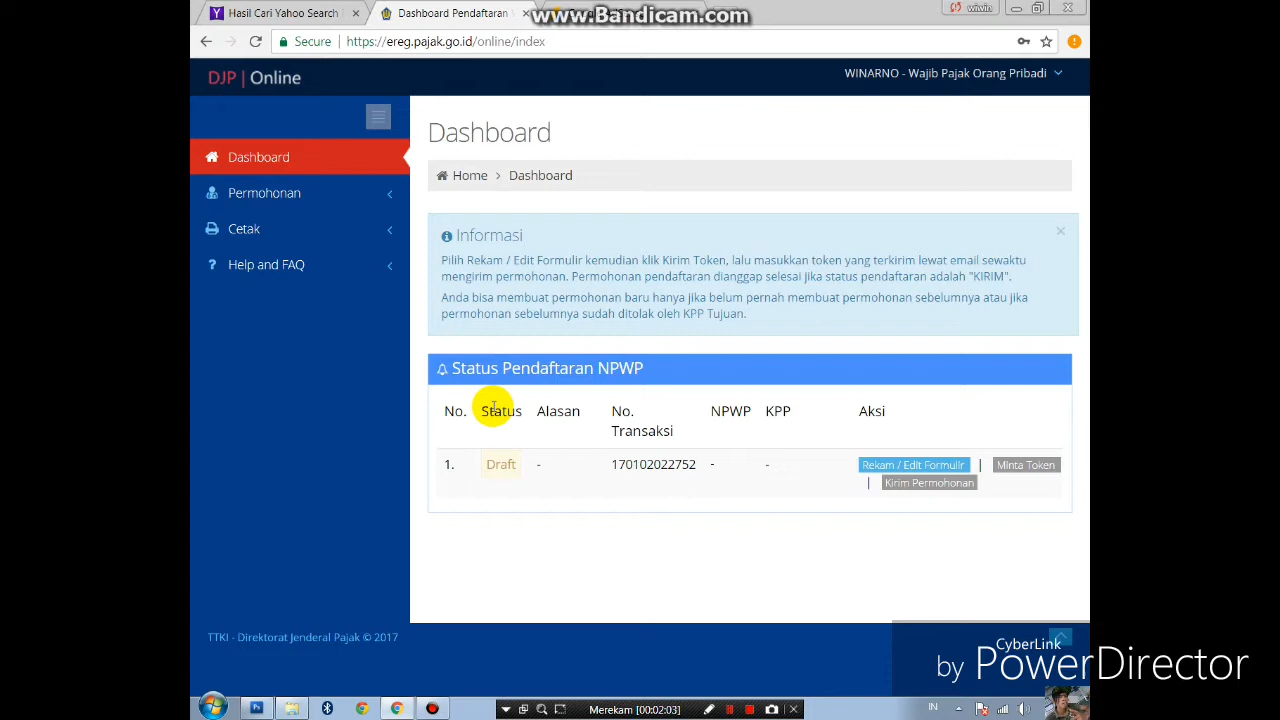 Hasil Cari Yahoo Search
Dashboard Pendaftaran
www.Bandicam.com
winwin
Secure
https://ereg.pajak.go.id/online/index
DJP | Online
WINARNO - Wajib Pajak Orang Pribadi
Dashboard
Permohonan
Cetak
Help and FAQ
Dashboard
Home > Dashboard
Informasi
Pilih Rekam / Edit Formulir kemudian klik Kirim Token, lalu masukkan token yang terkirim lewat email sewaktu
mengirim permohonan. Permohonan pendaftaran dianggap selesai jika status pendaftaran adalah "KIRIM".
Anda bisa membuat permohonan baru hanya jika belum pernah membuat permohonan sebelumnya atau jika
permohonan sebelumnya sudah ditolak oleh KPP Tujuan.
Status Pendaftaran NPWP
No. Status Alasan No. Transaksi NPWP KPP Aksi
1. Draft - 170102022752 - - Rekam / Edit Formulir | Minta Token
| Kirim Permohonan
TTKI - Direktorat Jenderal Pajak © 2017
CyberLink
by PowerDirector
Merekam [00:02:03]
IN